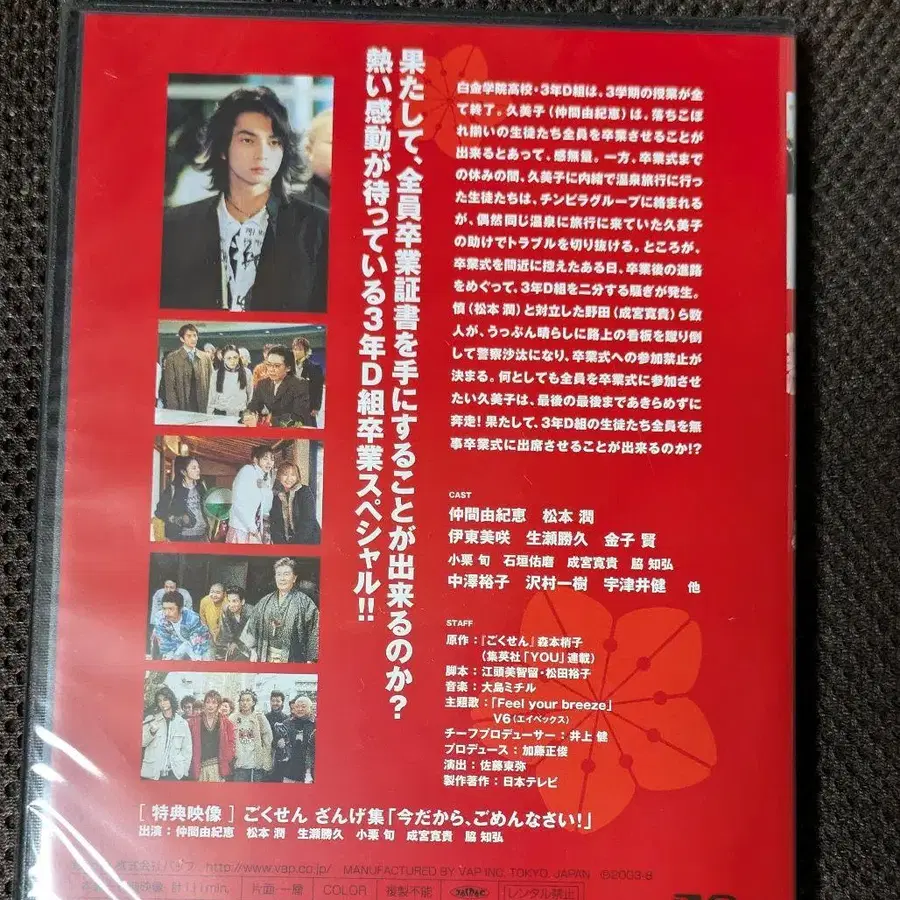 果たして、全員卒業証書を手にすることが出来るのか?
熱い感動が待っている3年D組卒業スペシャル!!
白金学院高校・3年D組は、3学期の授業が全
て終了。久美子(仲間由紀恵)は、落ちこぼ
れ揃いの生徒たち全員を卒業させることが
出来るとあって、感無量。一方、卒業式まで
の休みの間、久美子に内緒で温泉旅行に行っ
た生徒たちは、チンピラグループに絡まれる
が、偶然同じ温泉に旅行に来ていた久美子
の助けでトラブルを切り抜ける。ところが、
卒業式を間近に控えたある日、卒業後の進路
をめぐって、3年D組を二分する騒ぎが発生。
慎(松本 潤)と対立した野田(成宮寛貴)ら数
人が、うっぷん晴らしに路上の看板を蹴り倒
して警察沙汰になり、卒業式への参加禁止が
決まる。何としても全員を卒業式に参加させ
たい久美子は、最後の最後まであきらめずに
奔走!果たして、3年D組の生徒たち全員を無
事卒業式に出席させることが出来るのか!?
CAST
仲間由紀恵 松本 潤
伊東美咲 生瀬勝久 金子 賢
小栗 旬 石垣佑磨 成宮寛貴 脇 知弘
中澤裕子 沢村一樹 宇津井健 他
STAFF
原作:『ごくせん』森本梢子
(集英社「YOU」連載)
脚本:江頭美智留・松田裕子
音楽:大島ミチル
主題歌:「Feel your breeze」
V6(エイベックス)
チーフプロデューサー:井上 健
プロデュース:加藤正俊
演出:佐藤東弥
製作著作:日本テレビ
[特典映像]ごくせん ざんげ集「今だから、ごめんなさい!」
出演:仲間由紀恵 松本 潤 生瀬勝久 小栗 旬 成宮寛貴 脇 知弘
株式会社バップ http://www.vap.co.jp/ MANUFACTURED BY VAP INC, TOKYO, JAPAN ©2003-8
映像 計111min. 片面一層 COLOR 複製不能 レンタル禁止